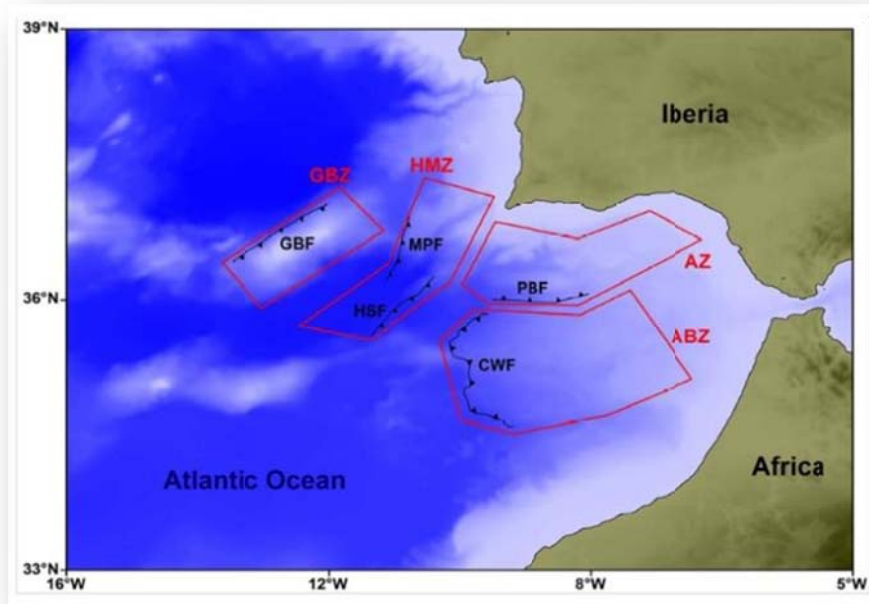 39°N
Iberia
HMZ
GBZ
GBF
MPF
AZ
PBF
36°N
HSF
ABZ
CWF
Atlantic Ocean
Africa
33°N
16°W
12°W
8°W
5°W